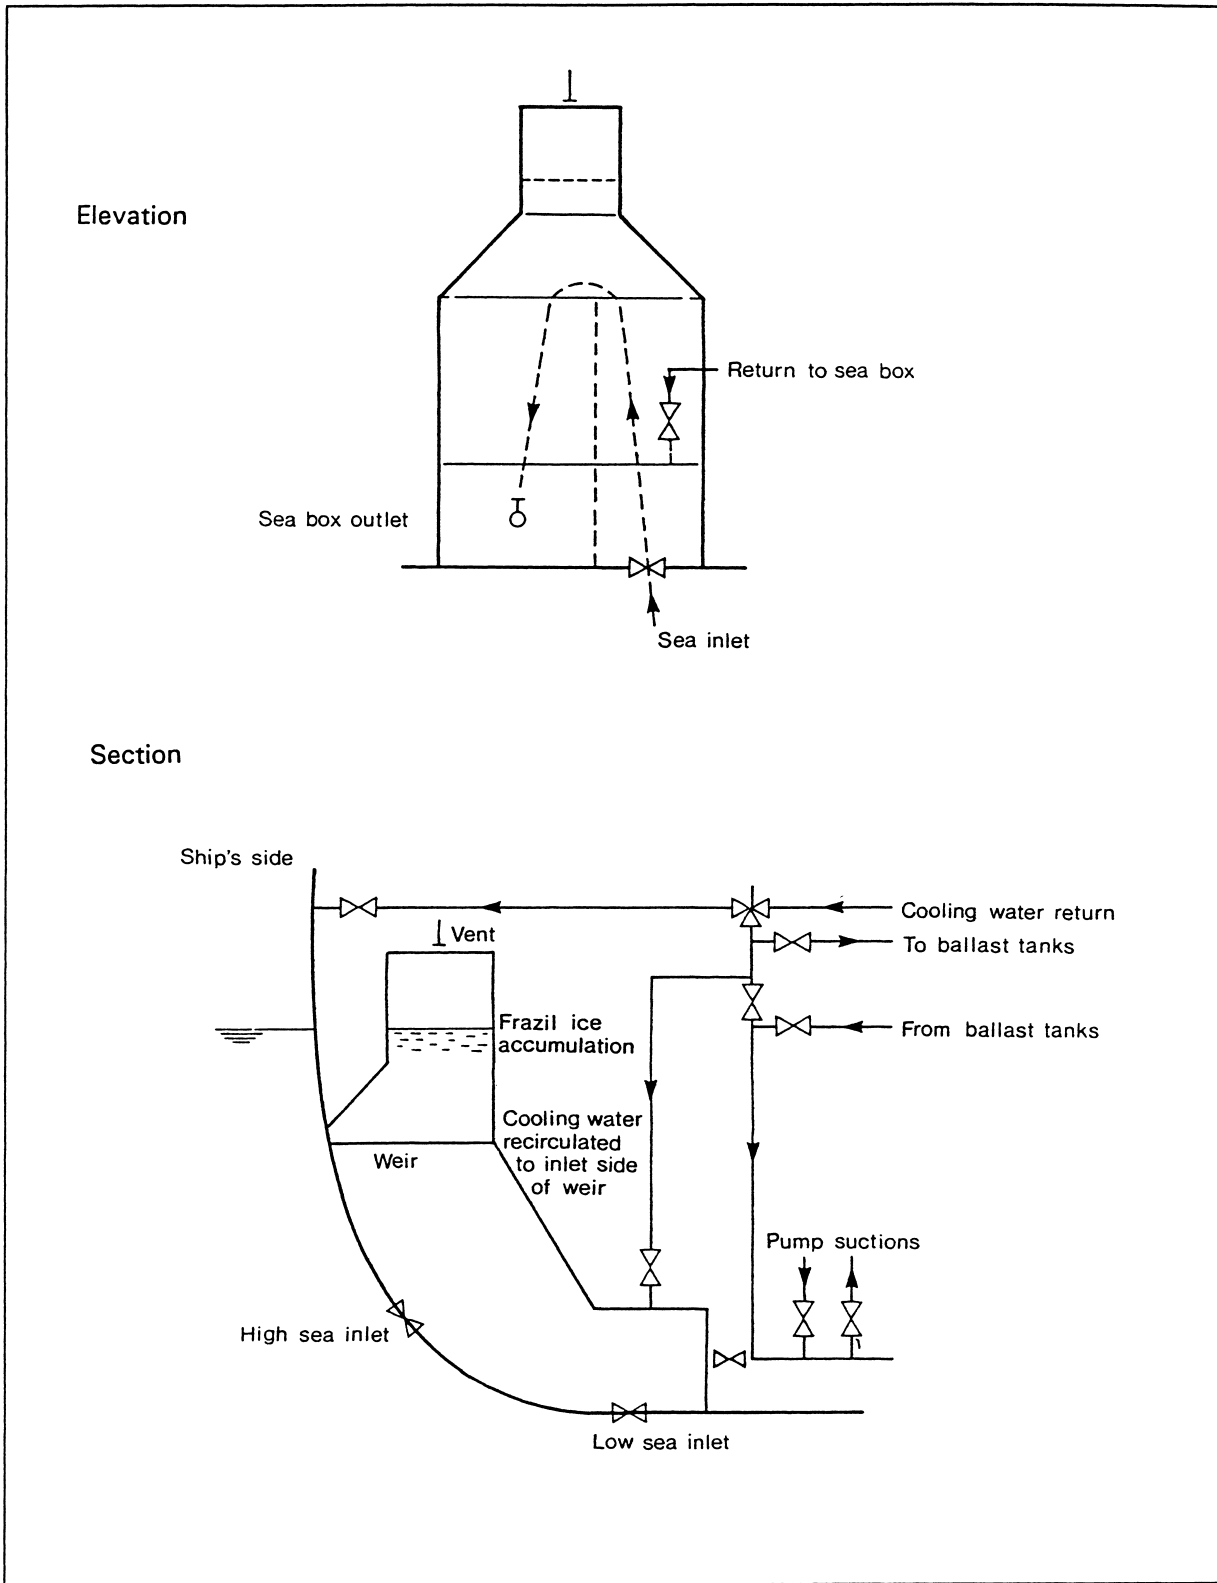 Elevation
Return to sea box
Sea box outlet
Sea inlet
Section
Ship's side
Cooling water return
Vent
To ballast tanks
Frazil ice
accumulation
From ballast tanks
Cooling water
recirculated
to inlet side
of weir
Weir
Pump suctions
High sea inlet
Low sea inlet